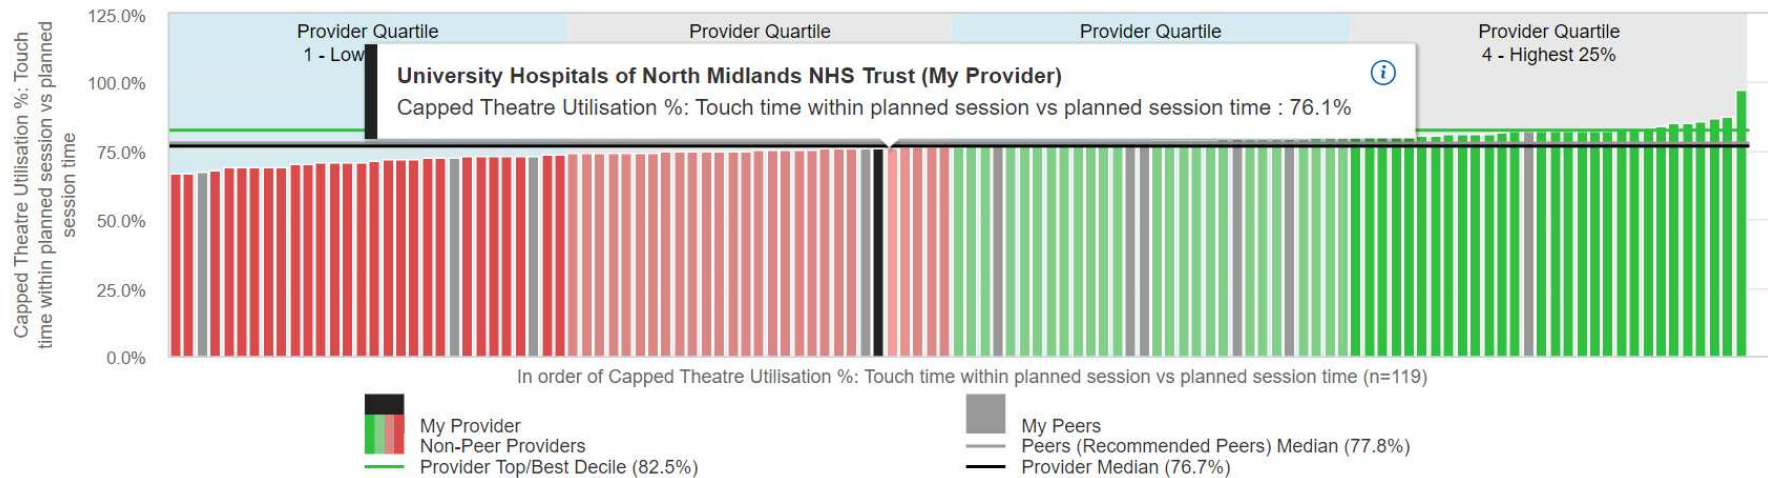 125.0%
100.0%
75.0%
50.0%
25.0%
0.0%
Capped Theatre Utilisation %: Touch
time within planned session vs planned
session time
Provider Quartile
1 - Low
Provider Quartile
Provider Quartile
Provider Quartile
4 - Highest 25%
University Hospitals of North Midlands NHS Trust (My Provider)
i
Capped Theatre Utilisation %: Touch time within planned session vs planned session time : 76.1%
In order of Capped Theatre Utilisation %: Touch time within planned session vs planned session time (n=119)
My Provider
Non-Peer Providers
Provider Top/Best Decile (82.5%)
My Peers
Peers (Recommended Peers) Median (77.8%)
Provider Median (76.7%)